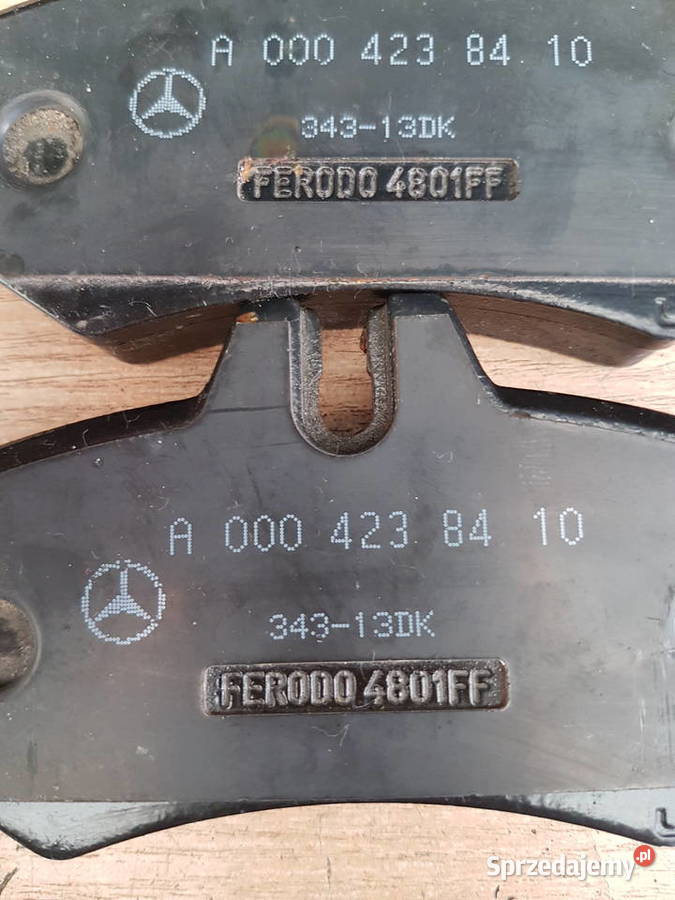 A 000 423 84 10
343-13DK
FERODO 4801FF
A 000 423 84 10
343-13DK
FERODO 4801FF
Sprzedajemy.pl